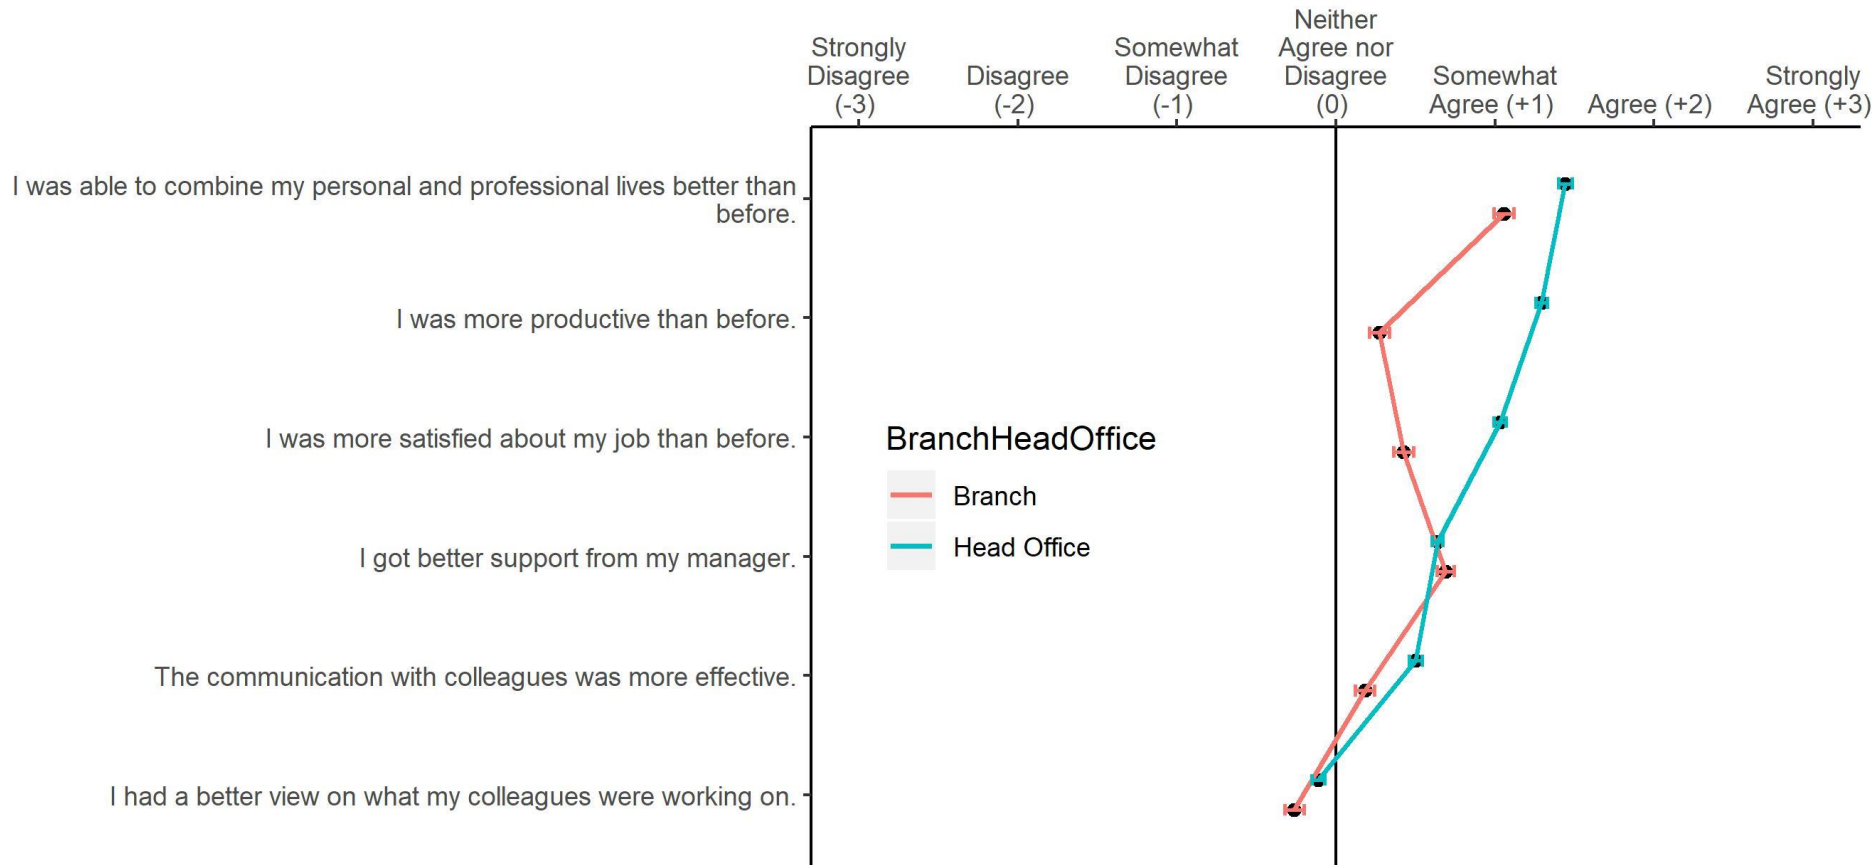 Strongly
Disagree
(-3)
Disagree
(-2)
Somewhat
Disagree
(-1)
Neither
Agree nor
Disagree
(0)
Somewhat
Agree (+1)
Agree (+2)
Strongly
Agree (+3)
I was able to combine my personal and professional lives better than
before.
I was more productive than before.
I was more satisfied about my job than before.
I got better support from my manager.
The communication with colleagues was more effective.
I had a better view on what my colleagues were working on.
BranchHeadOffice
Branch
Head Office